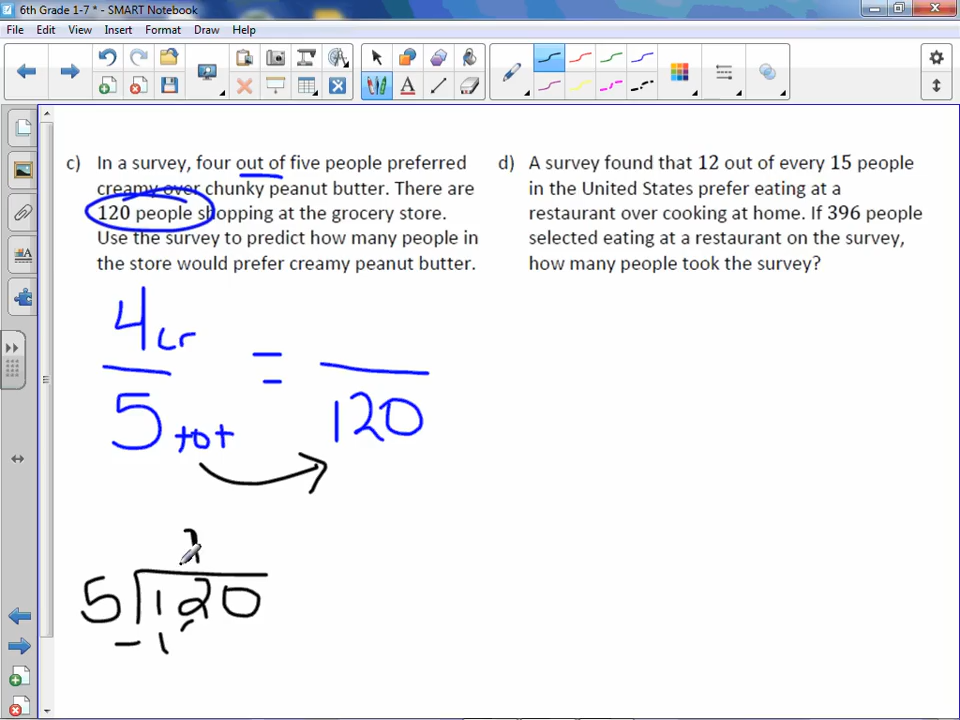 6th Grade 1-7 * - SMART Notebook
File Edit View Insert Format Draw Help
c) In a survey, four out of five people preferred
creamy over chunky peanut butter. There are
120 people shopping at the grocery store.
Use the survey to predict how many people in
the store would prefer creamy peanut butter.
d) A survey found that 12 out of every 15 people
in the United States prefer eating at a
restaurant over cooking at home. If 396 people
selected eating at a restaurant on the survey,
how many people took the survey?
4 cr
=
5 tot
120
5 120
- 1